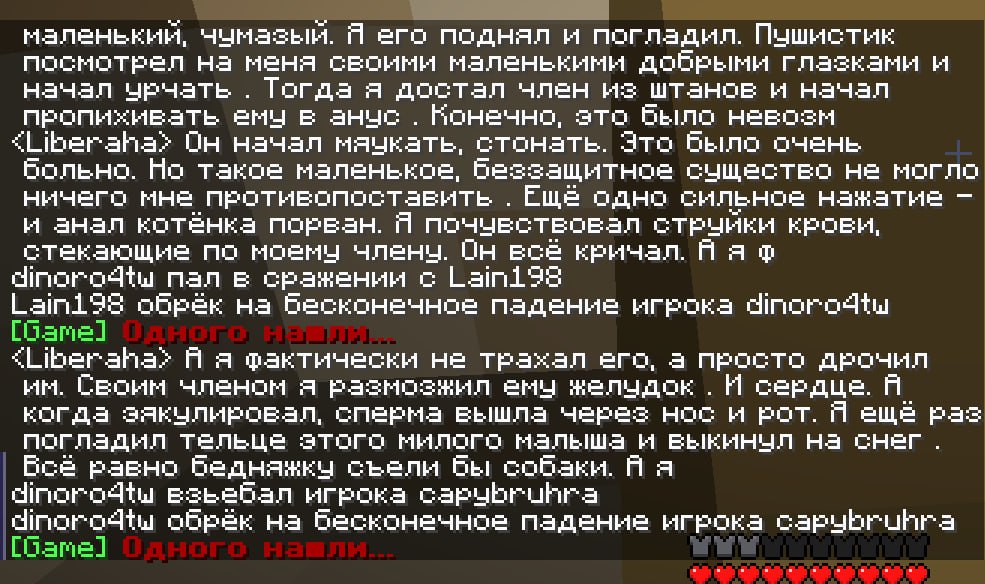 маленький, чумазый. Я его поднял и погладил. Пушистик
посмотрел на меня своими маленькими добрыми глазками и
начал урчать . Тогда я достал член из штанов и начал
пропихивать ему в анус . Конечно, это было невозм
<Liberaha> Он начал мяукать, стонать. Это было очень
больно. Но такое маленькое, беззащитное существо не могло
ничего мне противопоставить . Ещё одно сильное нажатие –
и анал котёнка порван. Я почувствовал струйки крови,
стекающие по моему члену. Он всё кричал. А я ф
dinoro4tw пал в сражении с Lain198
Lain198 обрёк на бесконечное падение игрока dinoro4tw
[Game] Одного нашли...
<Liberaha> А я фактически не трахал его, а просто дрочил
им. Своим членом я размозжил ему желудок . И сердце. А
когда эякулировал, сперма вышла через нос и рот. Я ещё раз
погладил тельце этого милого малыша и выкинул на снег .
Всё равно бедняжку съели бы собаки. А я
dinoro4tw взьебал игрока capybruhra
dinoro4tw обрёк на бесконечное падение игрока capybruhra
[Game] Одного нашли...